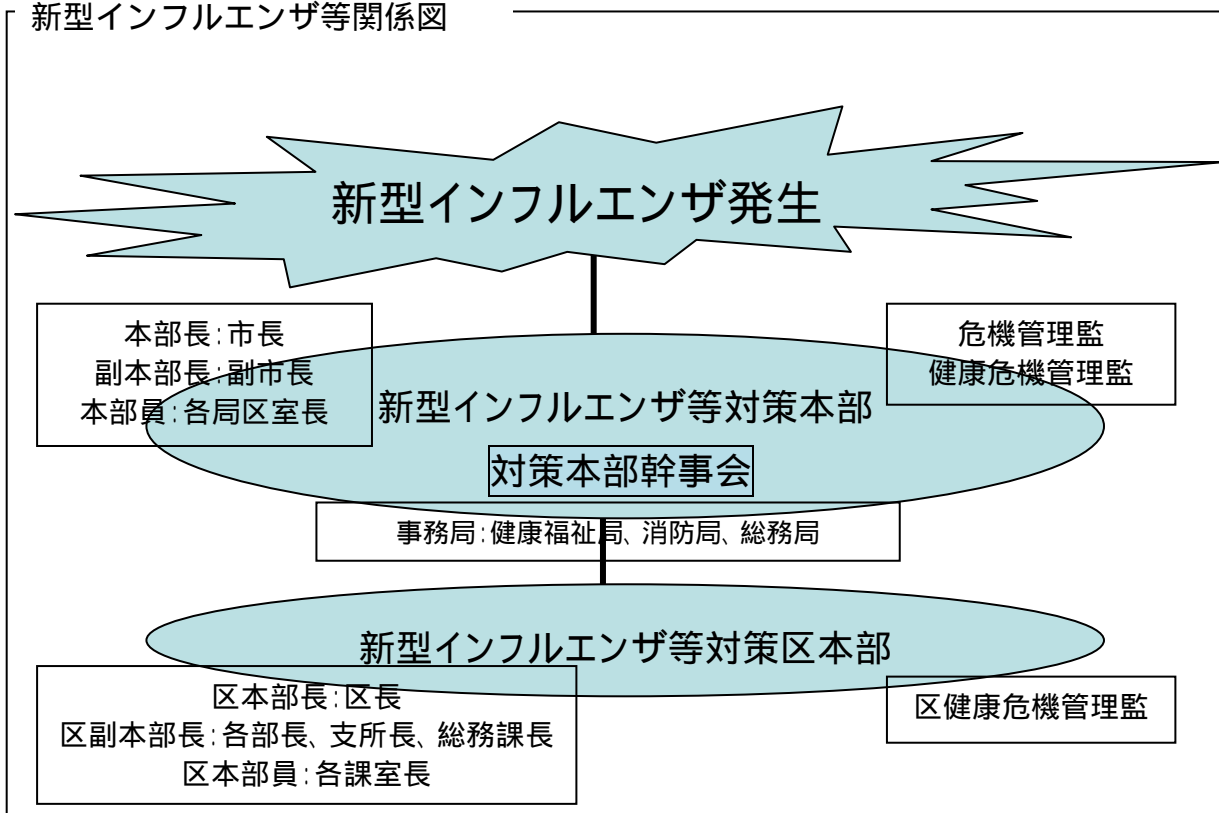 新型インフルエンザ等関係図
新型インフルエンザ発生
本部長:市長
副本部長:副市長
本部員:各局区室長
危機管理監
健康危機管理監
新型インフルエンザ等対策本部
対策本部幹事会
事務局:健康福祉局、消防局、総務局
新型インフルエンザ等対策区本部
区本部長:区長
区副本部長:各部長、支所長、総務課長
区本部員:各課室長
区健康危機管理監